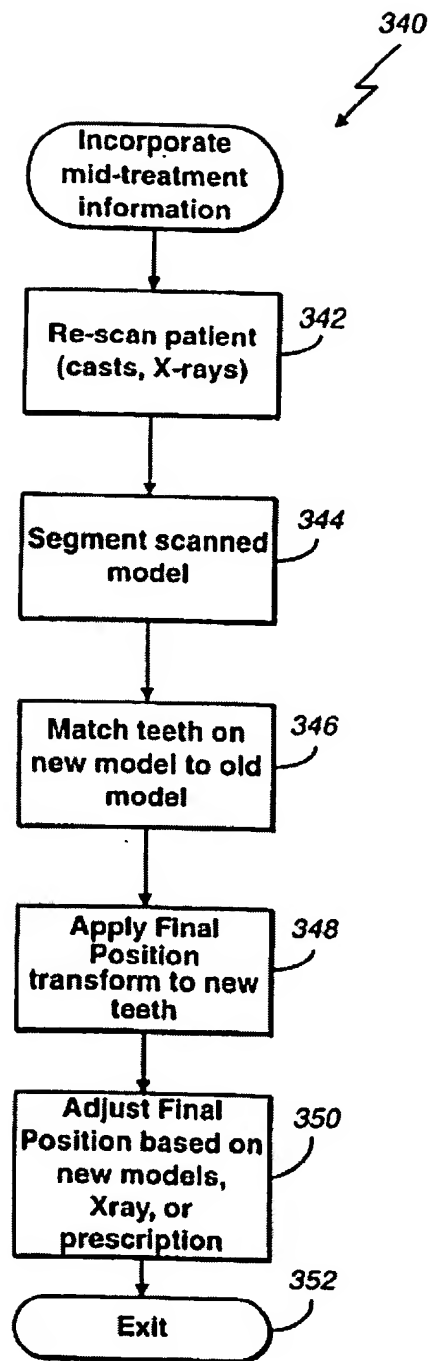 340
Incorporate
mid-treatment
information
342
Re-scan patient
(casts, X-rays)
344
Segment scanned
model
346
Match teeth on
new model to old
model
348
Apply Final
Position
transform to new
teeth
350
Adjust Final
Position based on
new models,
Xray, or
prescription
352
Exit